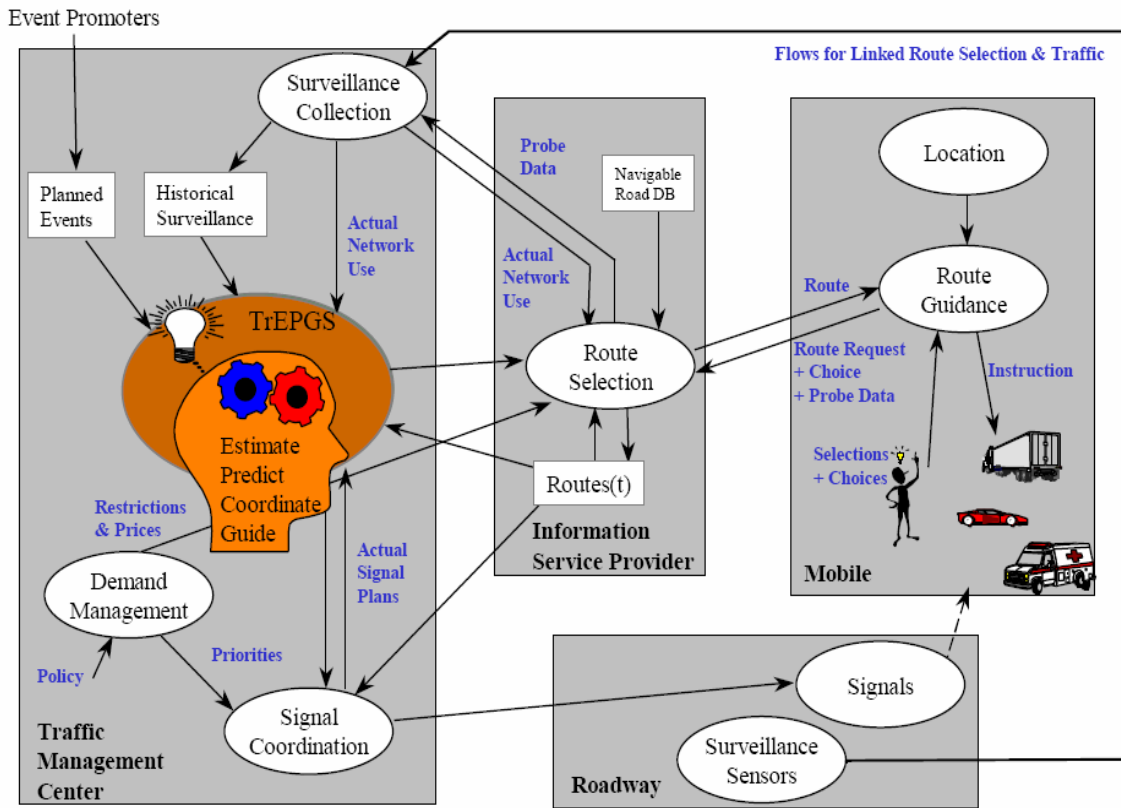 Event Promoters
Flows for Linked Route Selection & Traffic
Surveillance
Collection
Planned
Events
Historical
Surveillance
Actual
Network
Use
TrEPGS
Estimate
Predict
Coordinate
Guide
Restrictions
& Prices
Demand
Management
Policy
Priorities
Actual
Signal
Plans
Signal
Coordination
Traffic
Management
Center
Probe
Data
Navigable
Road DB
Actual
Network
Use
Route
Selection
Routes(t)
Information
Service Provider
Location
Route
Guidance
Route
Route Request
+ Choice
+ Probe Data
Instruction
Selections
+ Choices
Mobile
Signals
Surveillance
Sensors
Roadway